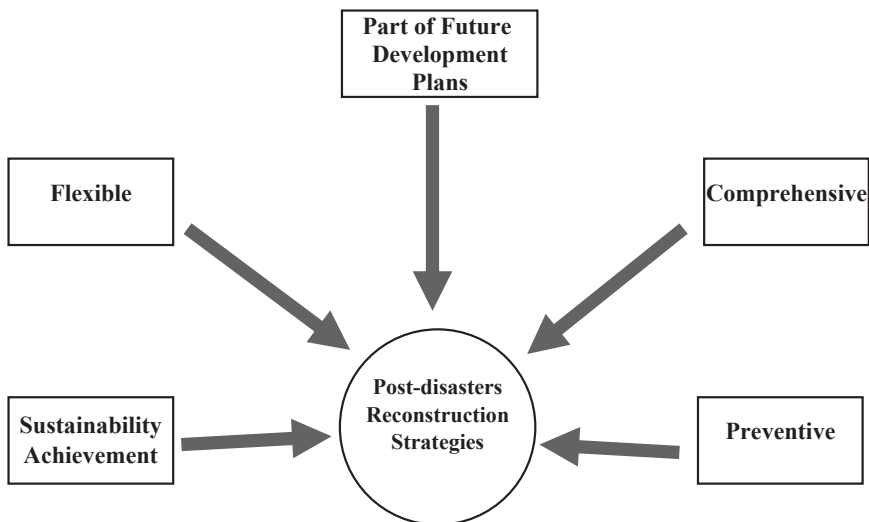 Part of Future
Development
Plans
Flexible
Comprehensive
Post-disasters
Reconstruction
Strategies
Sustainability
Achievement
Preventive